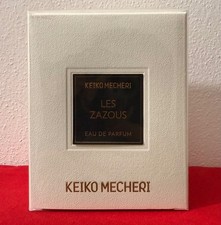 KEIKO MECHERI
LES
ZAZOUS
EAU DE PARFUM
KEIKO MECHERI